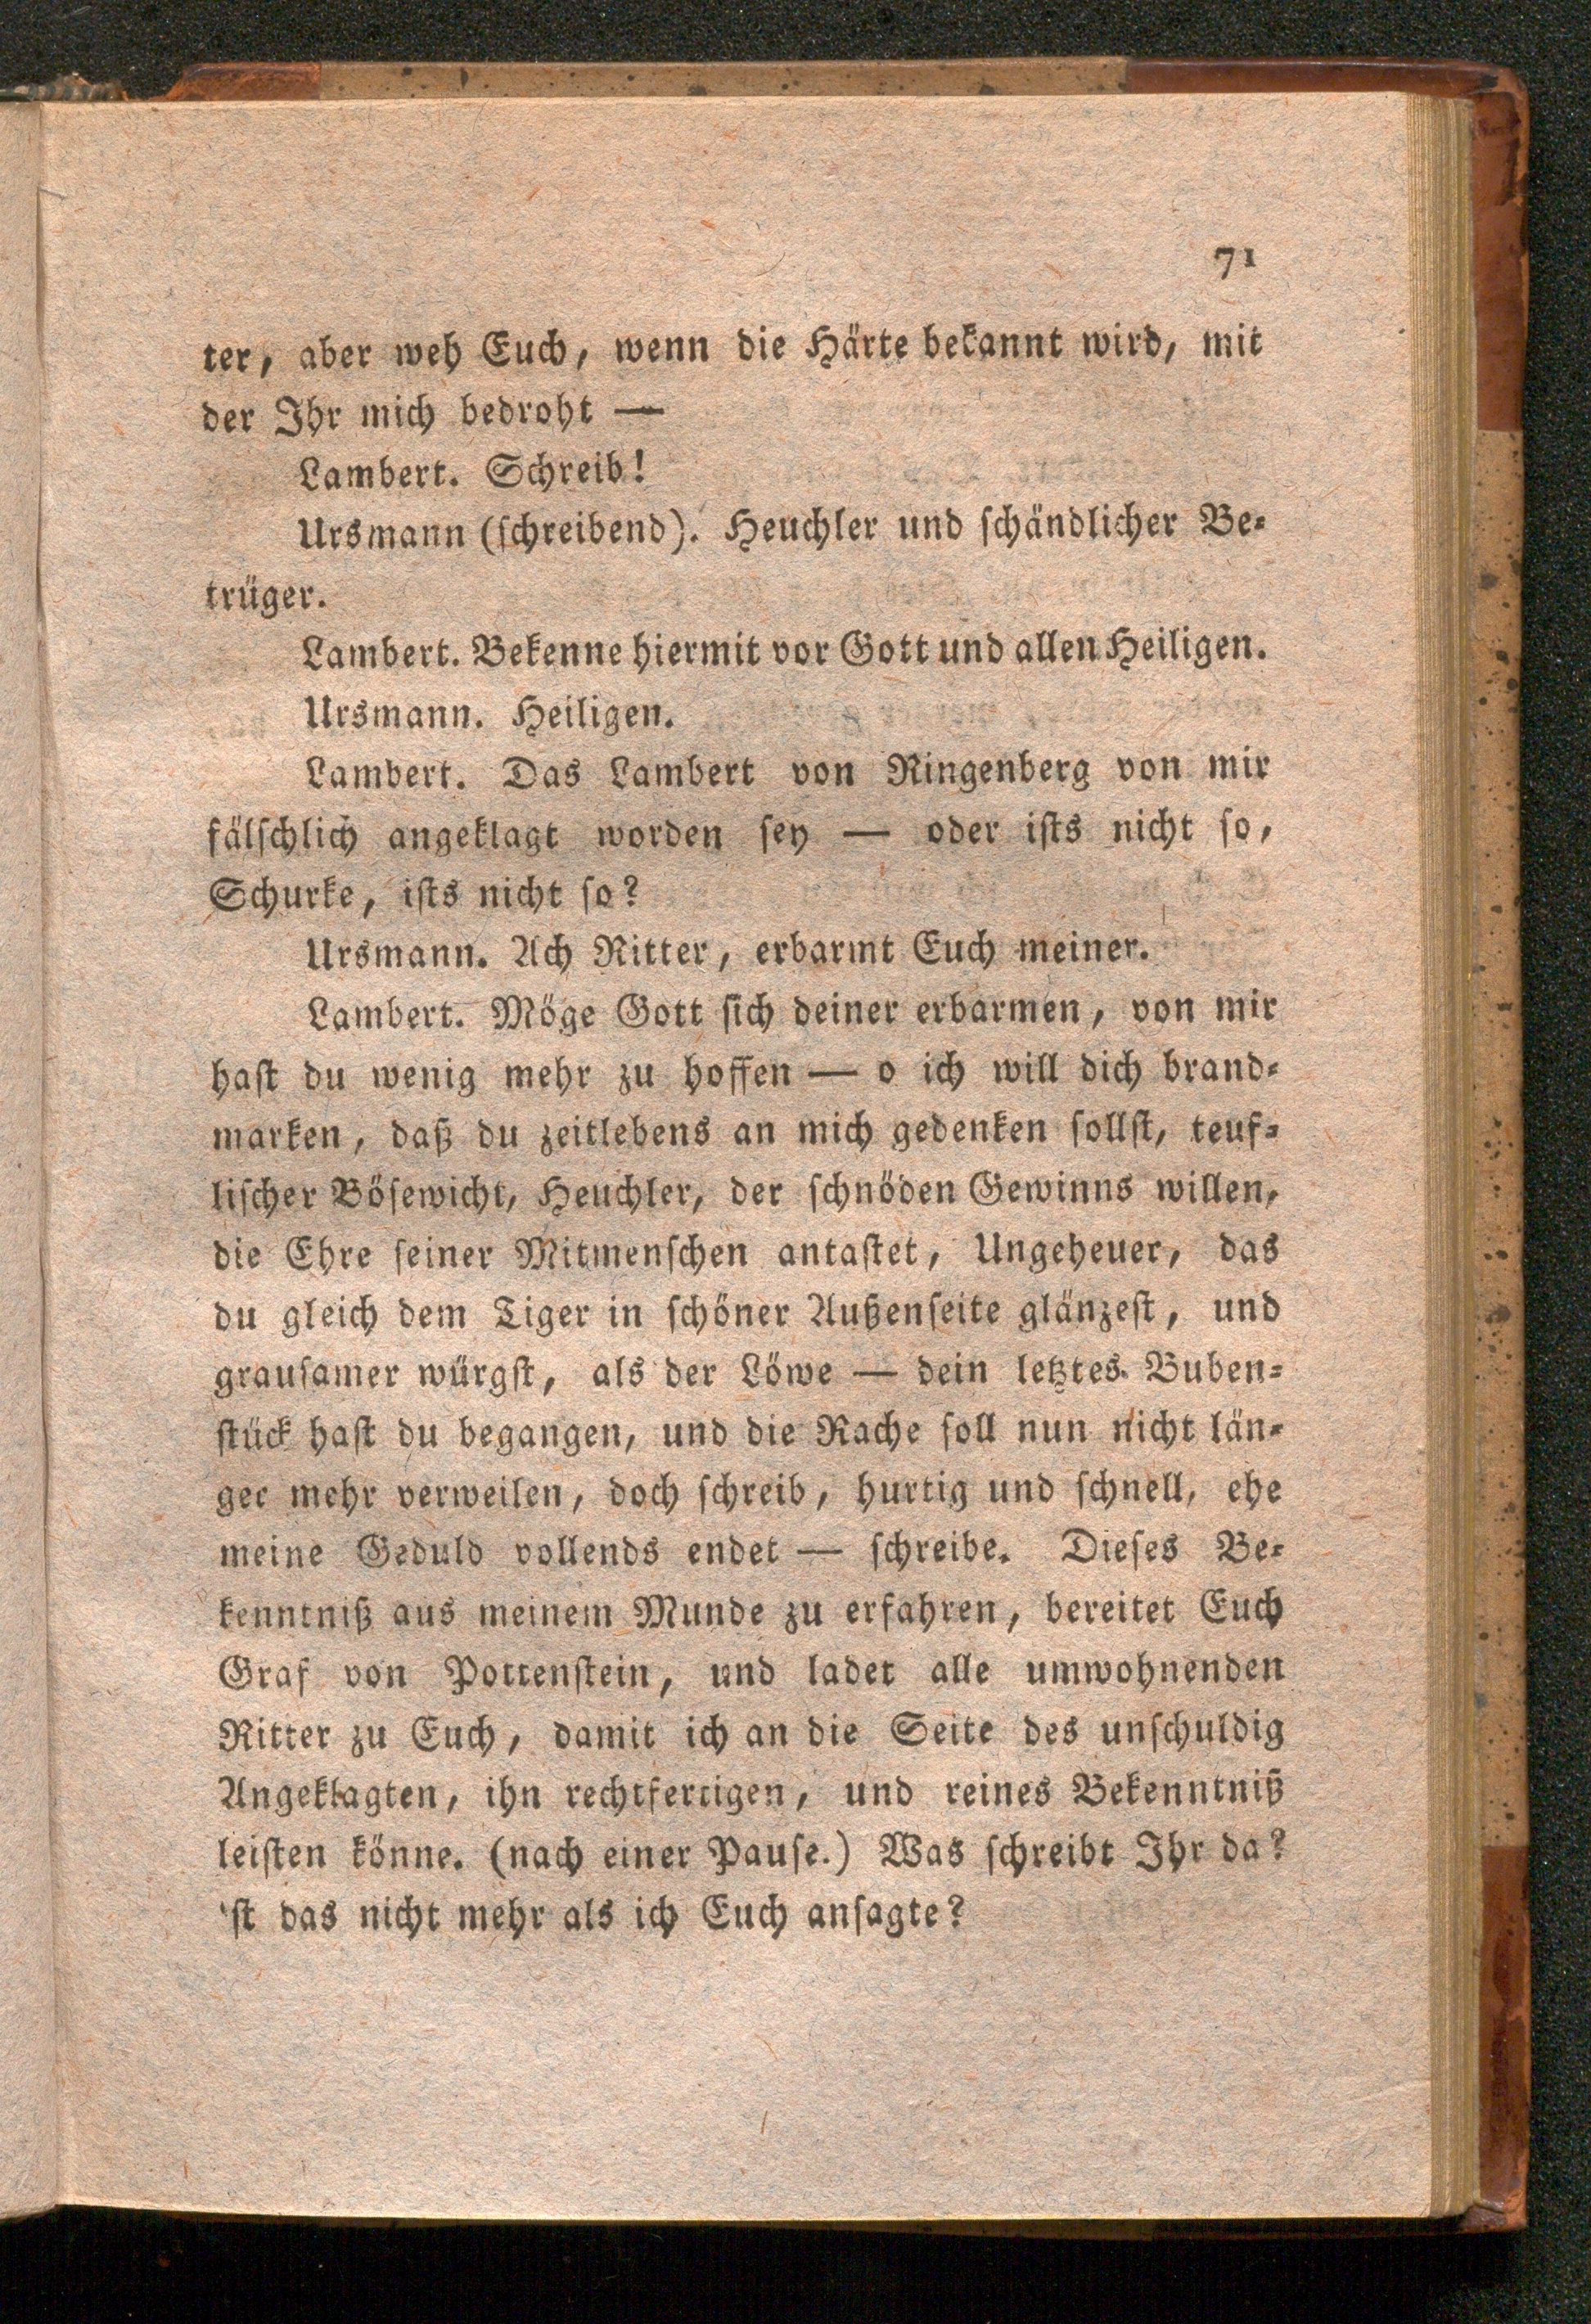 71
ter, aber weh Euch, wenn die Härte bekannt wird, mit
der Ihr mich bedroht —
Lambert. Schreib!
Ursmann (ſchreibend). Heuchler und ſchändlicher Be⸗
trüger.
Lambert. Bekenne hiermit vor Gott und allen Heiligen.
Ursmann. Heiligen.
Lambert. Das Lambert von Ringenberg von mir
fälſchlich angeklagt worden ſey — oder iſts nicht ſo,
Schurke, iſts nicht ſo?
Ursmann. Ach Ritter, erbarmt Euch meiner.
Lambert. Möge Gott ſich deiner erbarmen, von mir
haſt du wenig mehr zu hoffen — o ich will dich brand⸗
marken, daß du zeitlebens an mich gedenken ſollſt, teuf⸗
liſcher Böſewicht, Heuchler, der ſchnöden Gewinns willen,
die Ehre ſeiner Mitmenſchen antaſtet, Ungeheuer, das
du gleich dem Tiger in ſchöner Außenſeite glänzeſt, und
grauſamer würgſt, als der Löwe — dein letztes Buben⸗
ſtück haſt du begangen, und die Rache ſoll nun nicht län⸗
ger mehr verweilen, doch ſchreib, hurtig und ſchnell, ehe
meine Geduld vollends endet — ſchreibe. Dieſes Be⸗
kenntniß aus meinem Munde zu erfahren, bereitet Euch
Graf von Pottenſtein, und ladet alle umwohnenden
Ritter zu Euch, damit ich an die Seite des unſchuldig
Angeklagten, ihn rechtfertigen, und reines Bekenntniß
leiſten könne. (nach einer Pauſe.) Was ſchreibt Ihr da?
'ſt das nicht mehr als ich Euch anſagte?